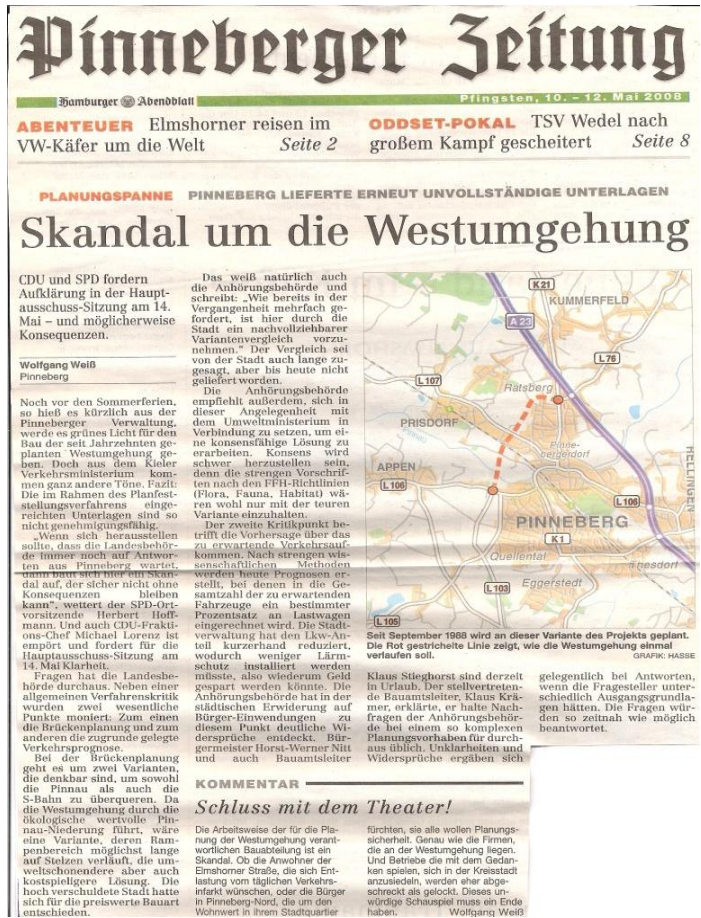 Pinneberger Zeitung
Hamburger Abendblatt
Pfingsten, 10. – 12. Mai 2008
ABENTEUER Elmshorner reisen im
VW-Käfer um die Welt Seite 2
ODDSET-POKAL TSV Wedel nach
großem Kampf gescheitert Seite 8
PLANUNGSPANNE PINNEBERG LIEFERTE ERNEUT UNVOLLSTÄNDIGE UNTERLAGEN
Skandal um die Westumgehung
CDU und SPD fordern
Aufklärung in der Haupt-
ausschuss-Sitzung am 14.
Mai – und möglicherweise
Konsequenzen.
Wolfgang Weiß
Pinneberg
Noch vor den Sommerferien,
so hieß es kürzlich aus der
Pinneberger Verwaltung,
werde es grünes Licht für den
Bau der seit Jahrzehnten ge-
planten Westumgehung ge-
ben. Doch aus dem Kieler
Verkehrsministerium kom-
men ganz andere Töne. Fazit:
Die im Rahmen des Planfest-
stellungsverfahrens einge-
reichten Unterlagen sind so
nicht genehmigungsfähig.
„Wenn sich herausstellen
sollte, dass die Landesbehör-
de immer noch auf Antwor-
ten aus Pinneberg wartet,
dann baut sich hier ein Skan-
dal auf, der sicher nicht ohne
Konsequenzen bleiben
kann", wettert der SPD-Ort-
vorsitzende Herbert Hoff-
mann. Und auch CDU-Frakti-
ons-Chef Michael Lorenz ist
empört und fordert für die
Hauptausschuss-Sitzung am
14. Mai Klarheit.
Fragen hat die Landesbe-
hörde durchaus. Neben einer
allgemeinen Verfahrenskritik
wurden zwei wesentliche
Punkte moniert: Zum einen
die Brückenplanung und zum
anderen die zugrunde gelegte
Verkehrsprognose.
Bei der Brückenplanung
geht es um zwei Varianten,
die denkbar sind, um sowohl
die Pinnau als auch die
S-Bahn zu überqueren. Da
die Westumgehung durch die
ökologische wertvolle Pin-
nau-Niederung führt, wäre
eine Variante, deren Ram-
penbereich möglichst lange
auf Stelzen verläuft, die um-
weltschonendere aber auch
kostspieligere Lösung. Die
hoch verschuldete Stadt hatte
sich für die preiswerte Bauart
entschieden.
Das weiß natürlich auch
die Anhörungsbehörde und
schreibt: „Wie bereits in der
Vergangenheit mehrfach ge-
fordert, ist hier durch die
Stadt ein nachvollziehbarer
Variantenvergleich vorzu-
nehmen." Der Vergleich sei
von der Stadt auch lange zu-
gesagt, aber bis heute nicht
geliefert worden.
Die Anhörungsbehörde
empfiehlt außerdem, sich in
dieser Angelegenheit mit
dem Umweltministerium in
Verbindung zu setzen, um ei-
ne konsensfähige Lösung zu
erarbeiten. Konsens wird
schwer herzustellen sein,
denn die strengen Vorschrif-
ten nach den FFH-Richtlinien
(Flora, Fauna, Habitat) wä-
ren wohl nur mit der teuren
Variante einzuhalten.
Der zweite Kritikpunkt be-
trifft die Vorhersage über das
zu erwartende Verkehrsauf-
kommen. Nach strengen wis-
senschaftlichen Methoden
werden heute Prognosen er-
stellt, bei denen in die Ge-
samtzahl der zu erwartenden
Fahrzeuge ein bestimmter
Prozentsatz an Lastwagen
eingerechnet wird. Die Stadt-
verwaltung hat den Lkw-An-
teil kurzerhand reduziert,
wodurch weniger Lärm-
schutz installiert werden
müsste, also wiederum Geld
gespart werden könnte. Die
Anhörungsbehörde hat in der
städtischen Erwiderung auf
Bürger-Einwendungen zu
diesem Punkt deutliche Wi-
dersprüche entdeckt. Bür-
germeister Horst-Werner Nitt
und auch Bauamtsleiter
K 21
KUMMERFELD
A 23
L 76
L 107
Ratsberg
PRISDORF
Pinnau
Pinne-
bergerdorf
APPEN
L 106
L 106
RELLINGEN
PINNEBERG
K 1
Quellental
Thesdorf
L 103
Eggerstedt
L 105
Seit September 1988 wird an dieser Variante des Projekts geplant.
Die Rot gestrichelte Linie zeigt, wie die Westumgehung einmal
verlaufen soll. GRAFIK: HASSE
Klaus Stieghorst sind derzeit
in Urlaub. Der stellvertreten-
de Bauamtsleiter, Klaus Krä-
mer, erklärte, er halte Nach-
fragen der Anhörungsbehör-
de bei einem so komplexen
Planungsvorhaben für durch-
aus üblich. Unklarheiten und
Widersprüche ergäben sich
gelegentlich bei Antworten,
wenn die Fragesteller unter-
schiedlich Ausgangsgrundla-
gen hätten. Die Fragen wür-
den so zeitnah wie möglich
beantwortet.
KOMMENTAR
Schluss mit dem Theater!
Die Arbeitsweise der für die Pla-
nung der Westumgehung verant-
wortlichen Bauabteilung ist ein
Skandal. Ob die Anwohner der
Elmshorner Straße, die sich Ent-
lastung vom täglichen Verkehrs-
infarkt wünschen, oder die Bürger
in Pinneberg-Nord, die um den
Wohnwert in ihrem Stadtquartier
fürchten, sie alle wollen Planungs-
sicherheit. Genau wie die Firmen,
die an der Westumgehung liegen.
Und Betriebe die mit dem Gedan-
ken spielen, sich in der Kreisstadt
anzusiedeln, werden eher abge-
schreckt als gelockt. Dieses un-
würdige Schauspiel muss ein Ende
haben. Wolfgang Weiß